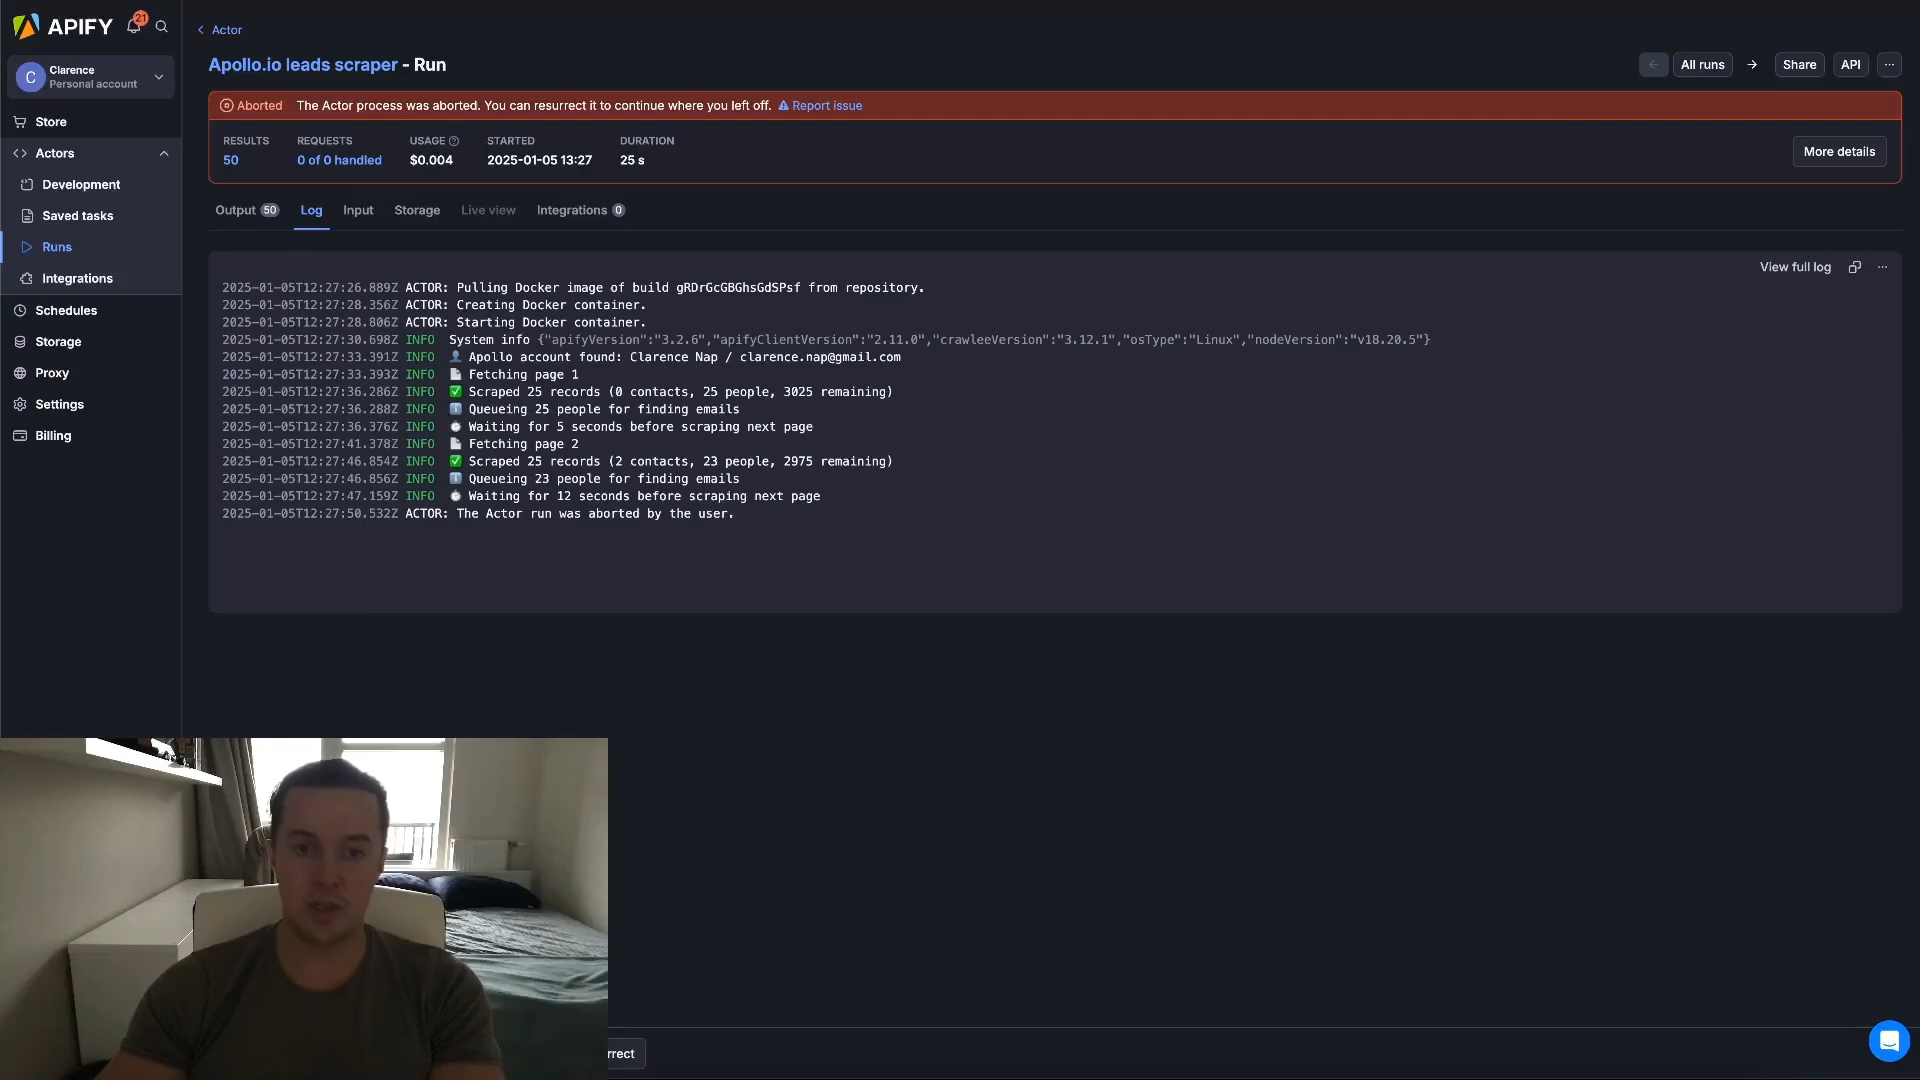 APIFY
21
C
Clarence
Personal account
Store
Actors
Development
Saved tasks
Runs
Integrations
Schedules
Storage
Proxy
Settings
Billing
Actor
Apollo.io leads scraper - Run
All runs
Share
API
Aborted The Actor process was aborted. You can resurrect it to continue where you left off. Report issue
RESULTS REQUESTS USAGE STARTED DURATION
50 0 of 0 handled $0.004 2025-01-05 13:27 25 s
More details
Output 50 Log Input Storage Live view Integrations 0
View full log
2025-01-05T12:27:26.889Z ACTOR: Pulling Docker image of build gRDrGcGBGhsGdSPsf from repository.
2025-01-05T12:27:28.356Z ACTOR: Creating Docker container.
2025-01-05T12:27:28.806Z ACTOR: Starting Docker container.
2025-01-05T12:27:30.698Z INFO System info {"apifyVersion":"3.2.6","apifyClientVersion":"2.11.0","crawleeVersion":"3.12.1","osType":"Linux","nodeVersion":"v18.20.5"}
2025-01-05T12:27:33.391Z INFO 👤 Apollo account found: Clarence Nap / clarence.nap@gmail.com
2025-01-05T12:27:33.393Z INFO 📄 Fetching page 1
2025-01-05T12:27:36.286Z INFO ✅ Scraped 25 records (0 contacts, 25 people, 3025 remaining)
2025-01-05T12:27:36.288Z INFO ℹ️ Queueing 25 people for finding emails
2025-01-05T12:27:36.376Z INFO ⏱ Waiting for 5 seconds before scraping next page
2025-01-05T12:27:41.378Z INFO 📄 Fetching page 2
2025-01-05T12:27:46.854Z INFO ✅ Scraped 25 records (2 contacts, 23 people, 2975 remaining)
2025-01-05T12:27:46.856Z INFO ℹ️ Queueing 23 people for finding emails
2025-01-05T12:27:47.159Z INFO ⏱ Waiting for 12 seconds before scraping next page
2025-01-05T12:27:50.532Z ACTOR: The Actor run was aborted by the user.
rrect